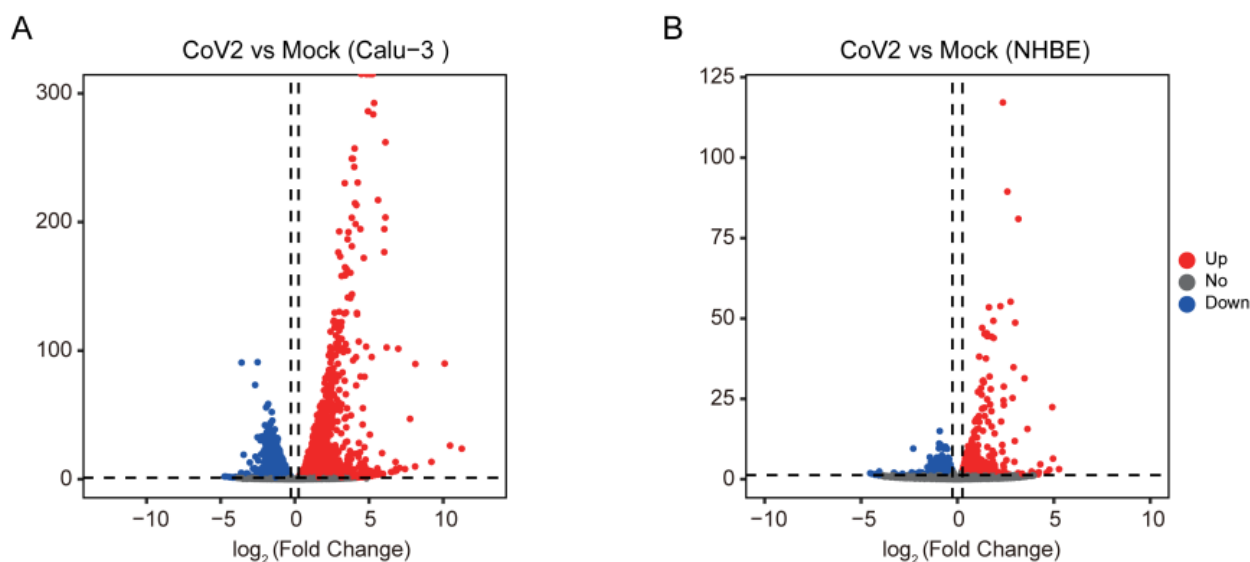 A
CoV2 vs Mock (Calu−3 )
300
200
100
0
−10 −5 0 5 10
log2 (Fold Change)
B
CoV2 vs Mock (NHBE)
125
100
75
50
25
0
−10 −5 0 5 10
log2 (Fold Change)
Up
No
Down